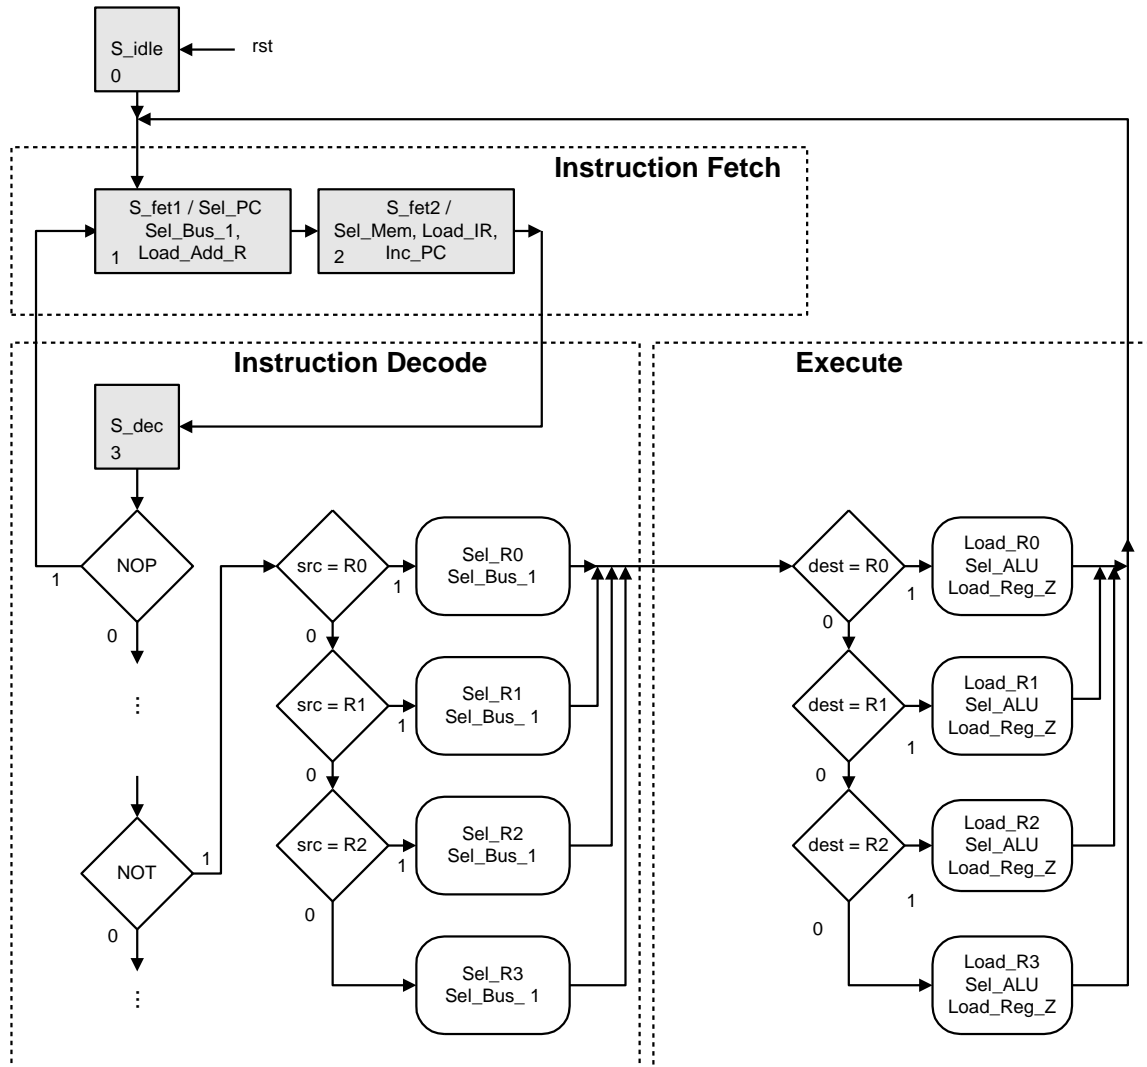 S_idle
0
rst
Instruction Fetch
S_fet1 / Sel_PC
Sel_Bus_1,
1 Load_Add_R
S_fet2 /
Sel_Mem, Load_IR,
2 Inc_PC
Instruction Decode
Execute
S_dec
3
NOP
1
0
⋮
NOT
1
0
⋮
src = R0
1
0
Sel_R0
Sel_Bus_1
src = R1
1
0
Sel_R1
Sel_Bus_ 1
src = R2
1
0
Sel_R2
Sel_Bus_1
Sel_R3
Sel_Bus_ 1
dest = R0
1
0
Load_R0
Sel_ALU
Load_Reg_Z
dest = R1
1
0
Load_R1
Sel_ALU
Load_Reg_Z
dest = R2
1
0
Load_R2
Sel_ALU
Load_Reg_Z
Load_R3
Sel_ALU
Load_Reg_Z